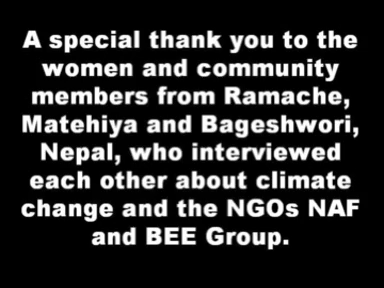 A special thank you to the
women and community
members from Ramache,
Matehiya and Bageshwori,
Nepal, who interviewed
each other about climate
change and the NGOs NAF
and BEE Group.